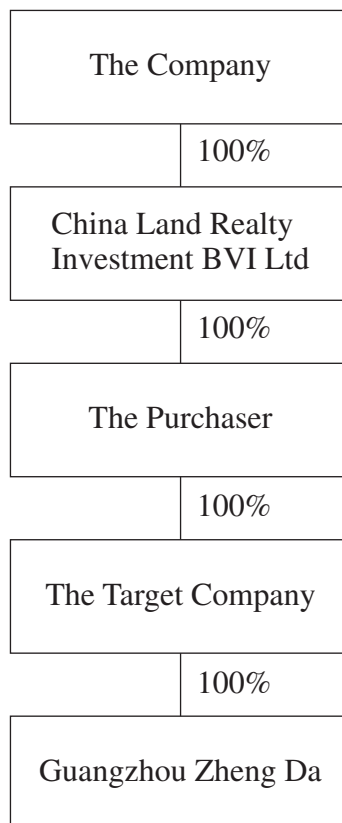 The Company
100%
China Land Realty
Investment BVI Ltd
100%
The Purchaser
100%
The Target Company
100%
Guangzhou Zheng Da